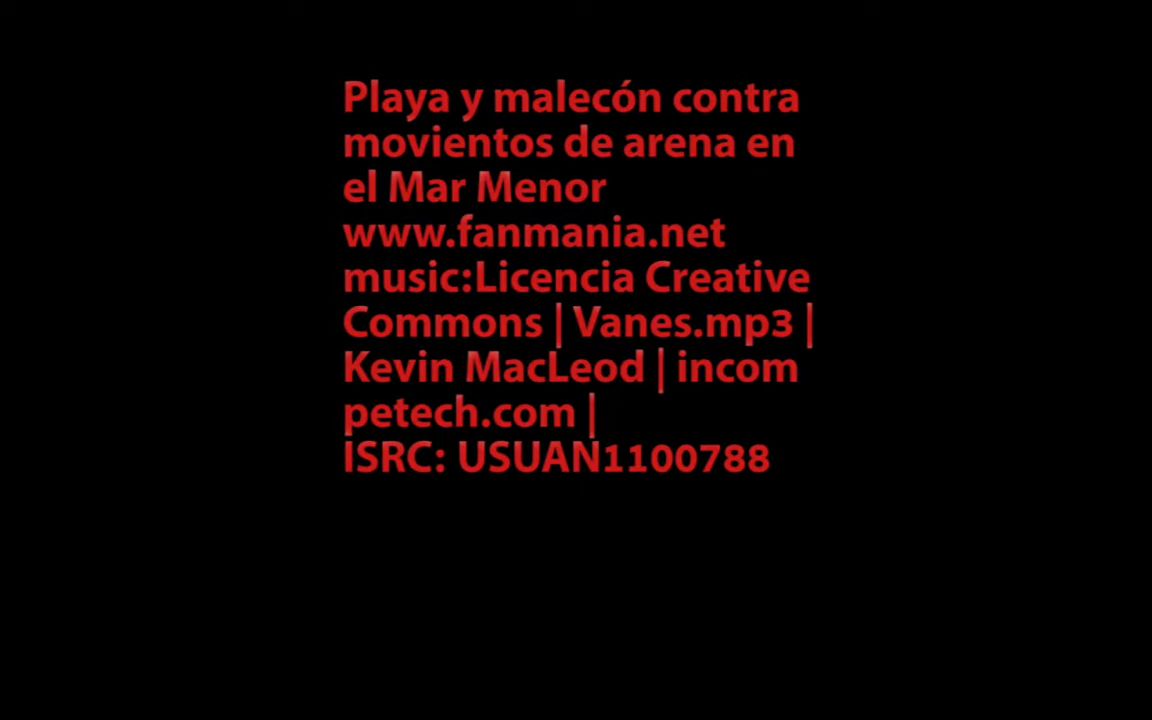 Playa y malecón contra
movientos de arena en
el Mar Menor
www.fanmania.net
music:Licencia Creative
Commons | Vanes.mp3 |
Kevin MacLeod | incom
petech.com |
ISRC: USUAN1100788